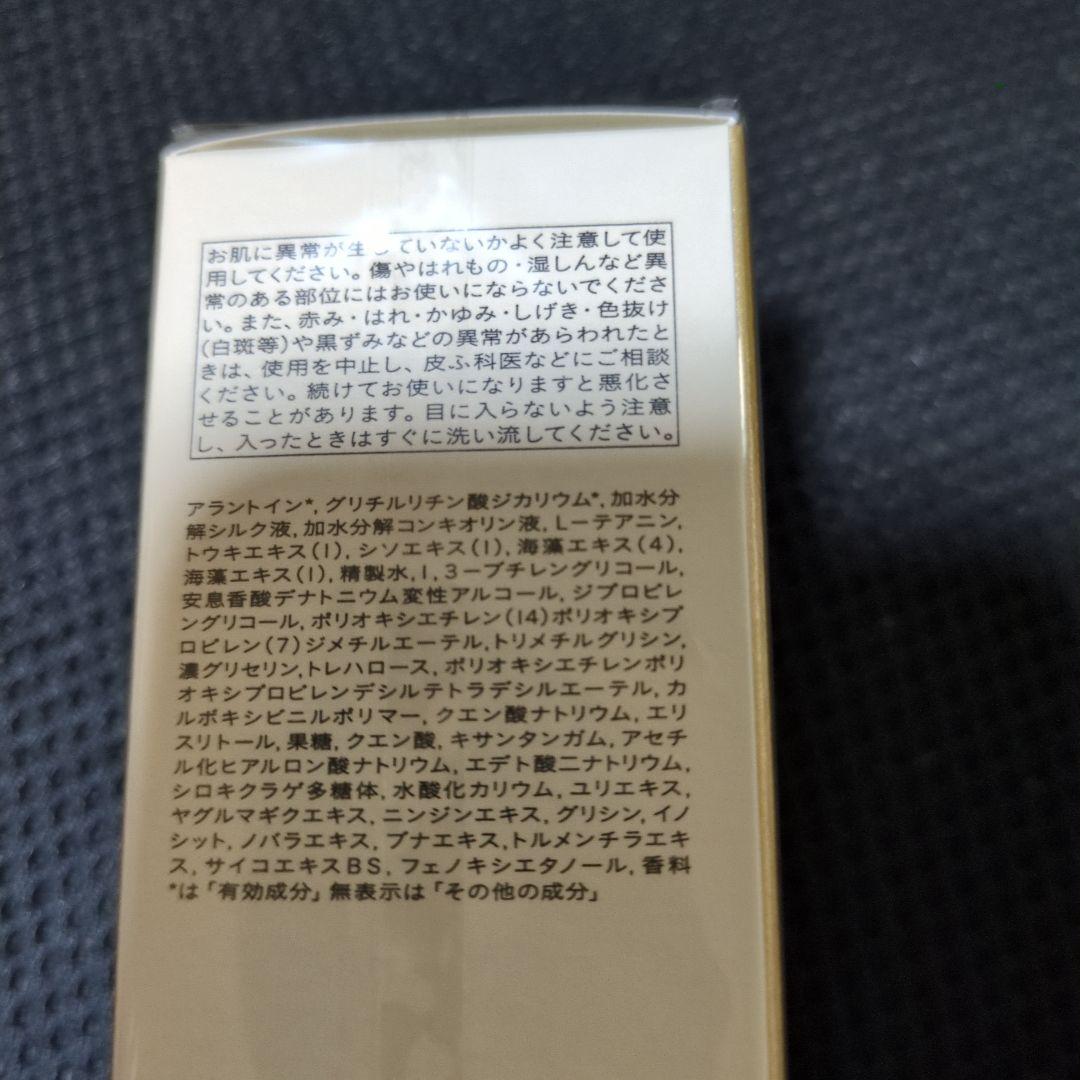 お肌に異常が生じていないかよく注意して使
用してください。傷やはれもの・湿しんなど異
常のある部位にはお使いにならないでくださ
い。また、赤み・はれ・かゆみ・しげき・色抜け
(白斑等)や黒ずみなどの異常があらわれたと
きは、使用を中止し、皮ふ科医などにご相談
ください。続けてお使いになりますと悪化さ
せることがあります。目に入らないよう注意
し、入ったときはすぐに洗い流してください。
アラントイン*, グリチルリチン酸ジカリウム*, 加水分
解シルク液, 加水分解コンキオリン液, L－テアニン,
トウキエキス(1), シソエキス(1), 海藻エキス(4),
海藻エキス(1), 精製水, 1, 3－ブチレングリコール,
安息香酸デナトニウム変性アルコール, ジプロピレ
ングリコール, ポリオキシエチレン(14)ポリオキシプ
ロピレン(7)ジメチルエーテル, トリメチルグリシン,
濃グリセリン, トレハロース, ポリオキシエチレンポリ
オキシプロピレンデシルテトラデシルエーテル, カ
ルボキシビニルポリマー, クエン酸ナトリウム, エリ
スリトール, 果糖, クエン酸, キサンタンガム, アセチ
ル化ヒアルロン酸ナトリウム, エデト酸二ナトリウム,
シロキクラゲ多糖体, 水酸化カリウム, ユリエキス,
ヤグルマギクエキス, ニンジンエキス, グリシン, イノ
シット, ノバラエキス, ブナエキス, トルメンチラエキ
ス, サイコエキスBS, フェノキシエタノール, 香料
*は「有効成分」無表示は「その他の成分」